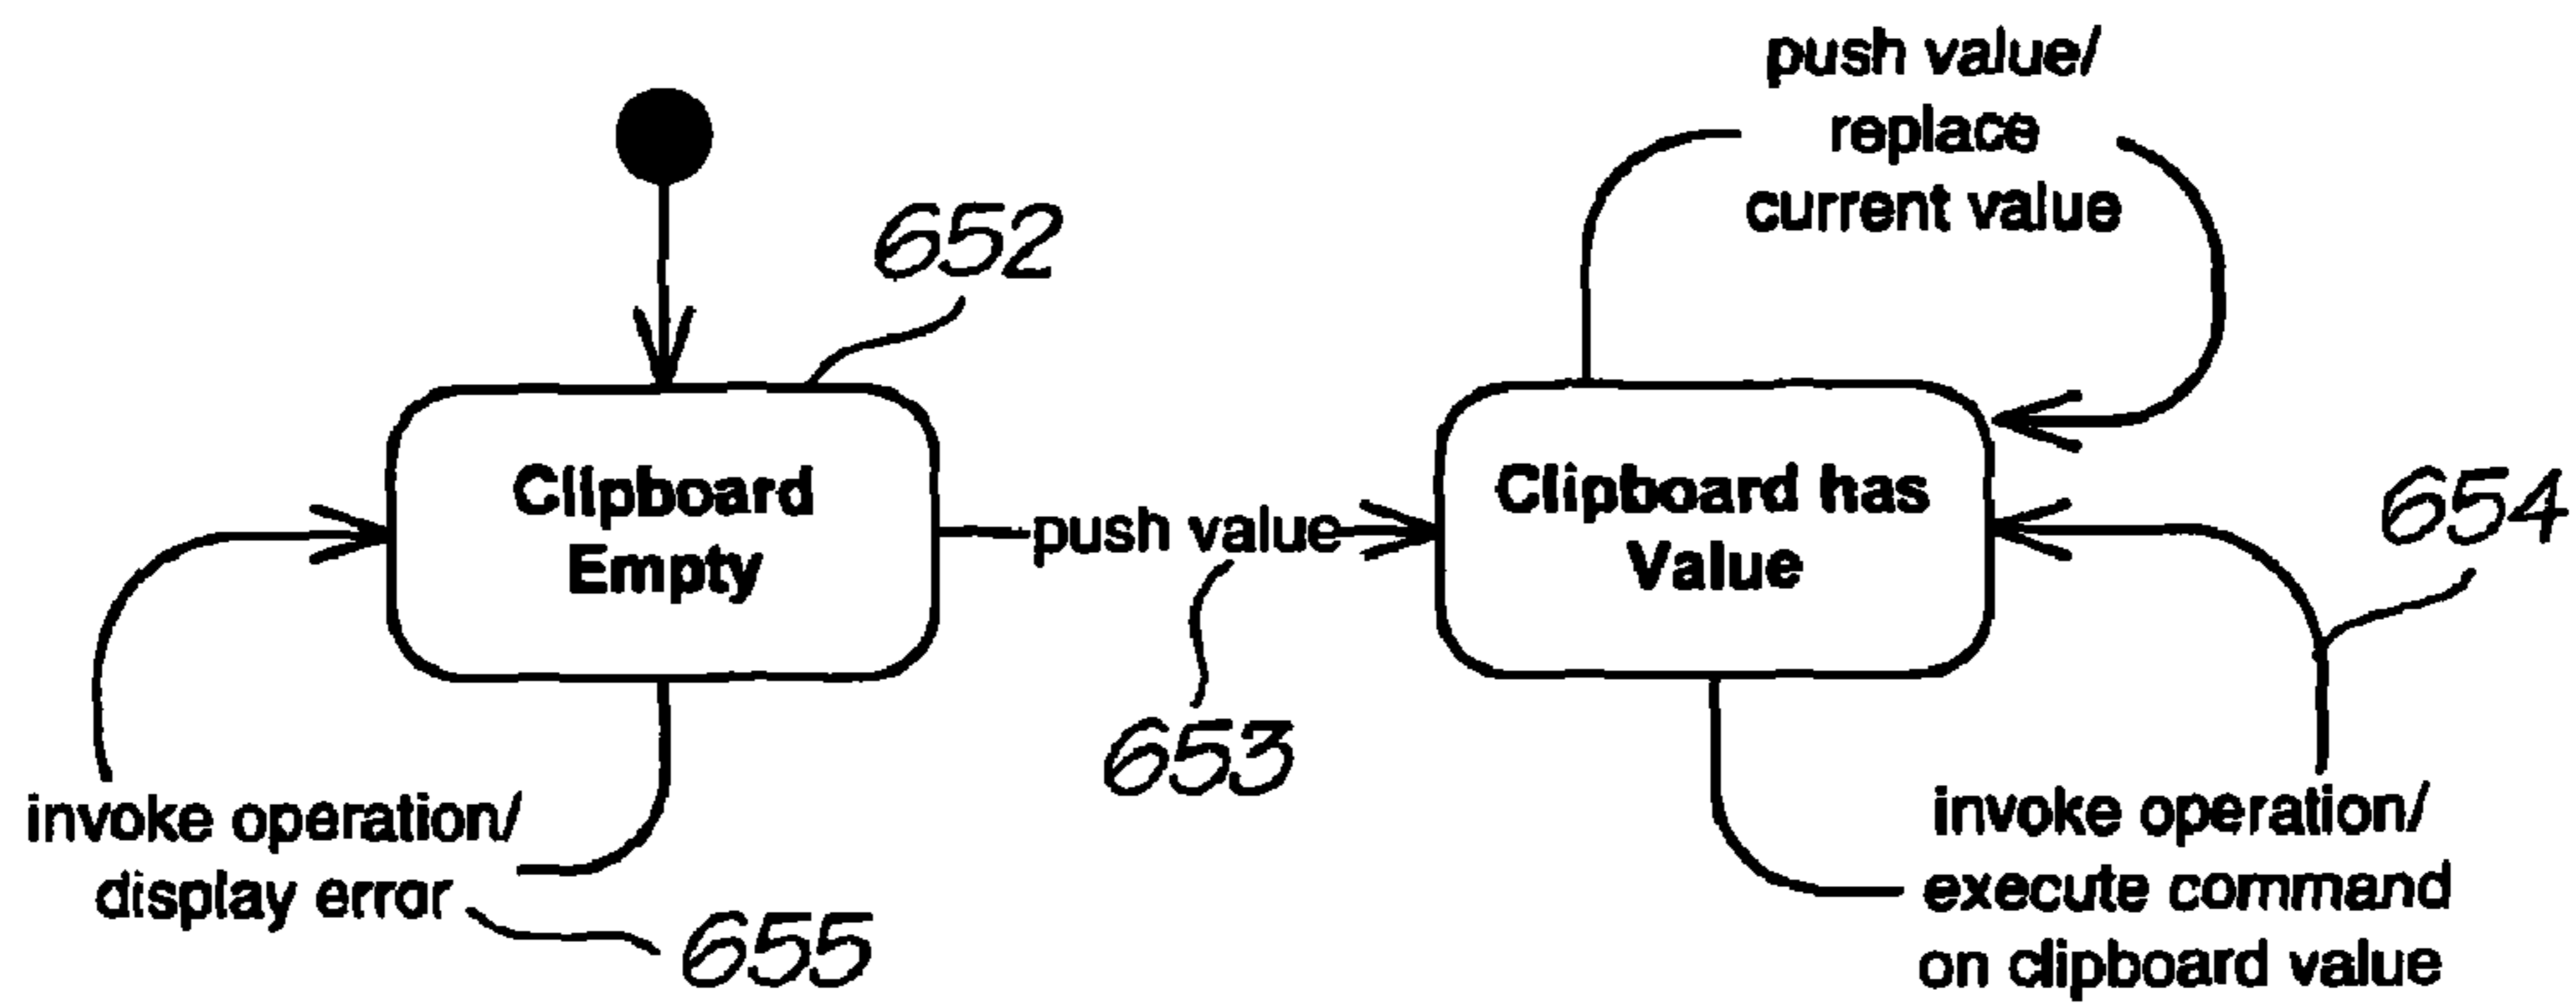 push value/
replace
current value
652
Clipboard
Empty
push value
Clipboard has
Value
654
653
invoke operation/
display error
655
invoke operation/
execute command
on clipboard value